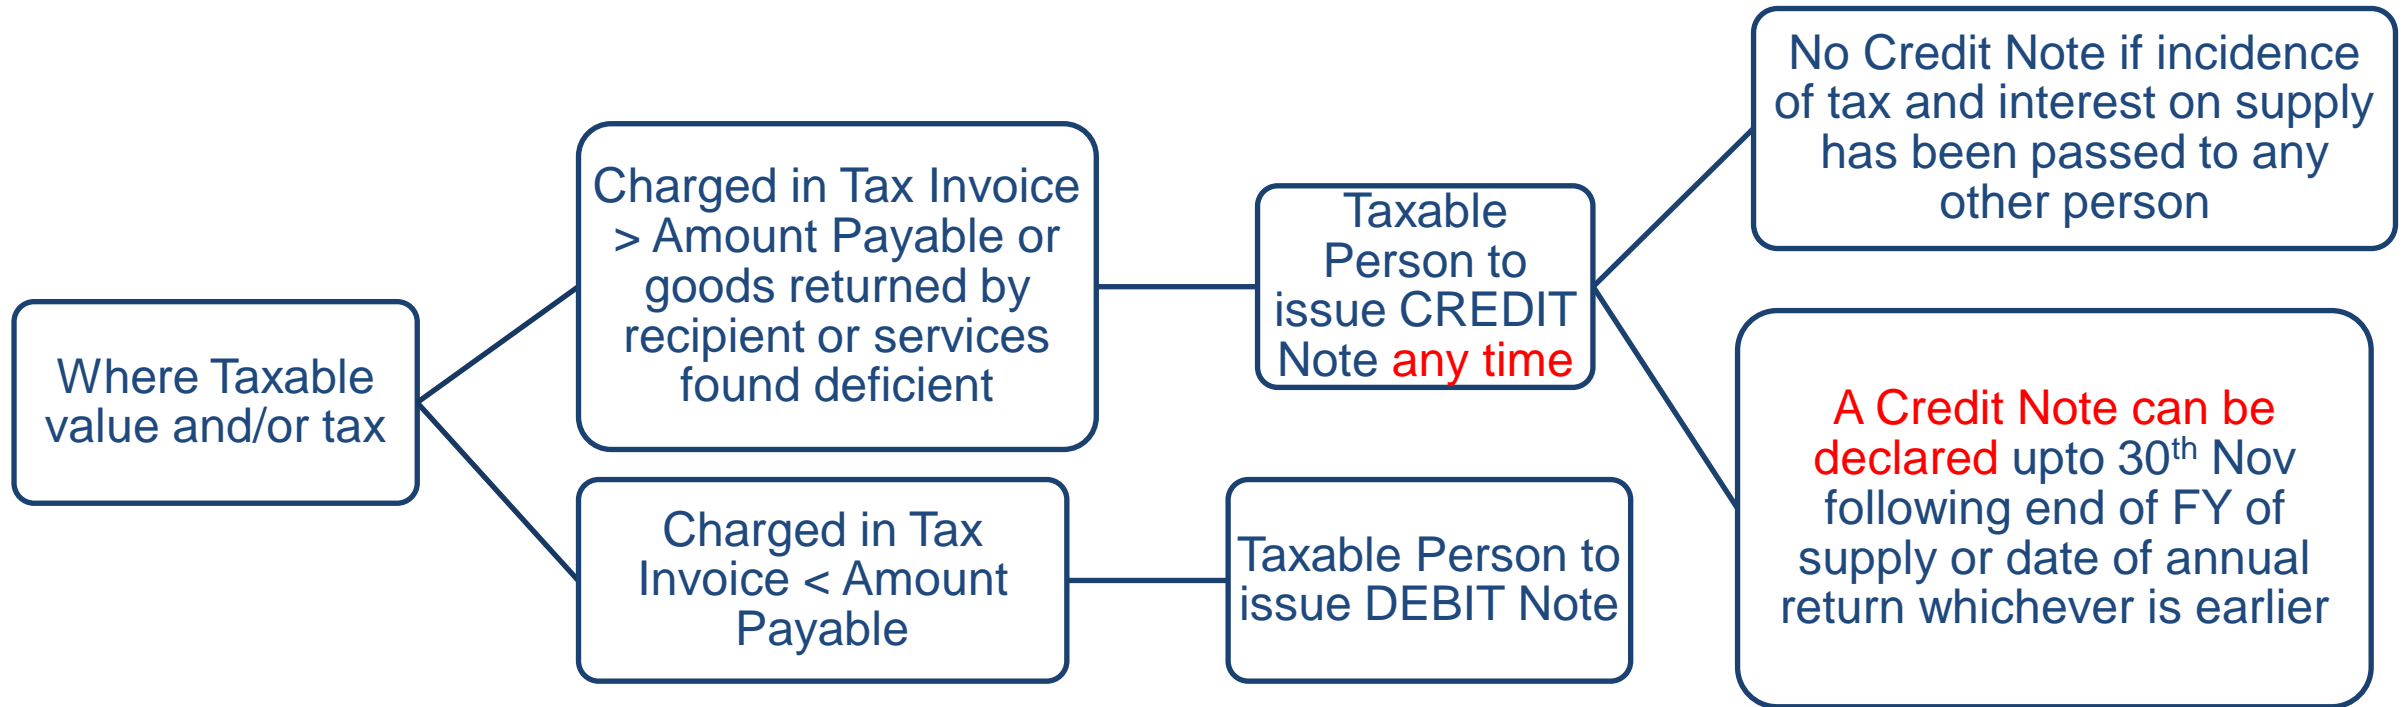 Where Taxable
value and/or tax
Charged in Tax Invoice
> Amount Payable or
goods returned by
recipient or services
found deficient
Taxable
Person to
issue CREDIT
Note any time
No Credit Note if incidence
of tax and interest on supply
has been passed to any
other person
A Credit Note can be
declared upto 30th Nov
following end of FY of
supply or date of annual
return whichever is earlier
Charged in Tax
Invoice < Amount
Payable
Taxable Person to
issue DEBIT Note